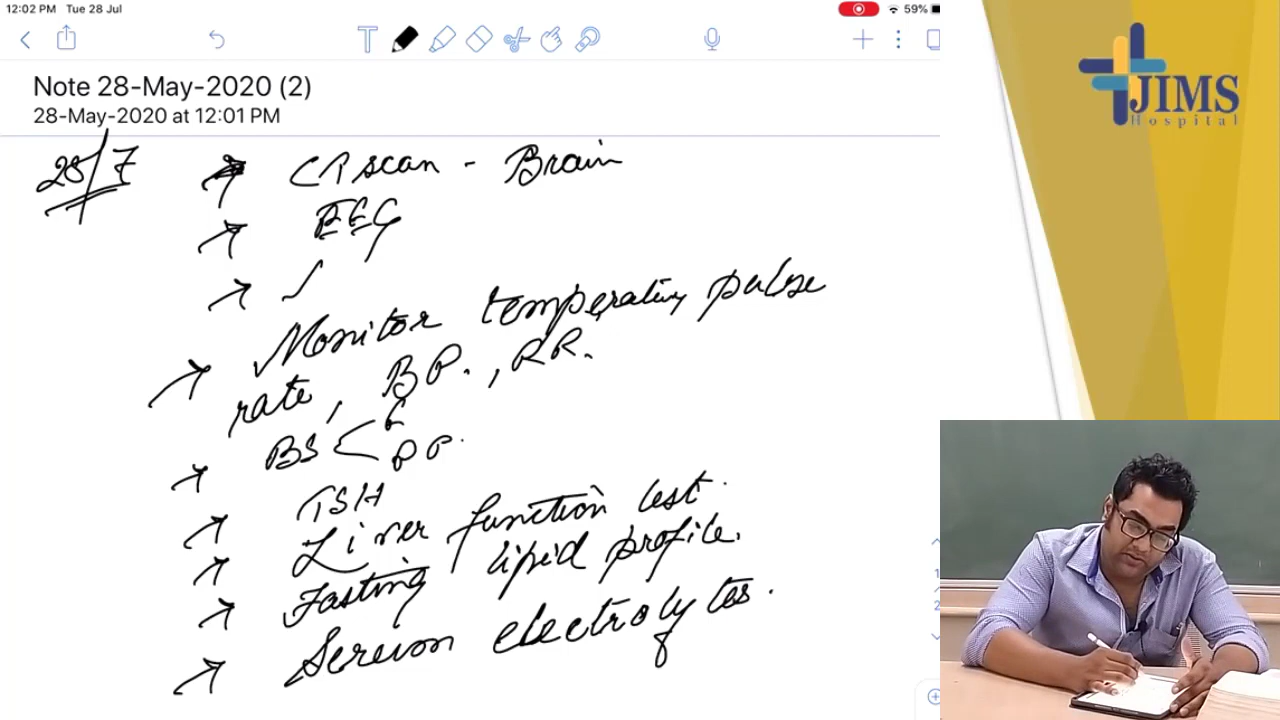 12:02 PM Tue 28 Jul
59%
T
Note 28-May-2020 (2)
28-May-2020 at 12:01 PM
28/7
CT scan - Brain
EEG
Monitor temperature, pulse
rate, B.P., R.R.
BS < F
P.P.
TSH
Liver function test.
Fasting lipid profile.
Serum electrolytes.
JIMS
Hospital